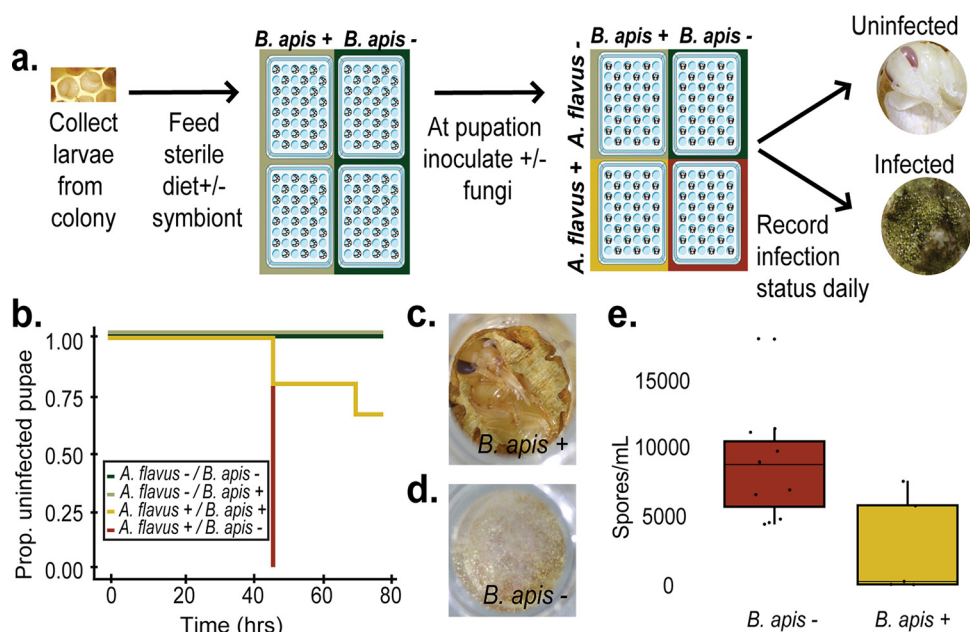 a.
Collect
larvae
from
colony
Feed
sterile
diet+/-
symbiont
B. apis + B. apis -
At pupation
inoculate +/-
fungi
B. apis + B. apis -
A. flavus -
A. flavus +
Uninfected
Infected
Record
infection
status daily
b.
Prop. uninfected pupae
1.00
0.75
0.50
0.25
0.00
A. flavus - / B. apis -
A. flavus - / B. apis +
A. flavus + / B. apis +
A. flavus + / B. apis -
0 20 40 60 80
Time (hrs)
c.
B. apis +
d.
B. apis -
e.
Spores/mL
15000
10000
5000
0
B. apis - B. apis +